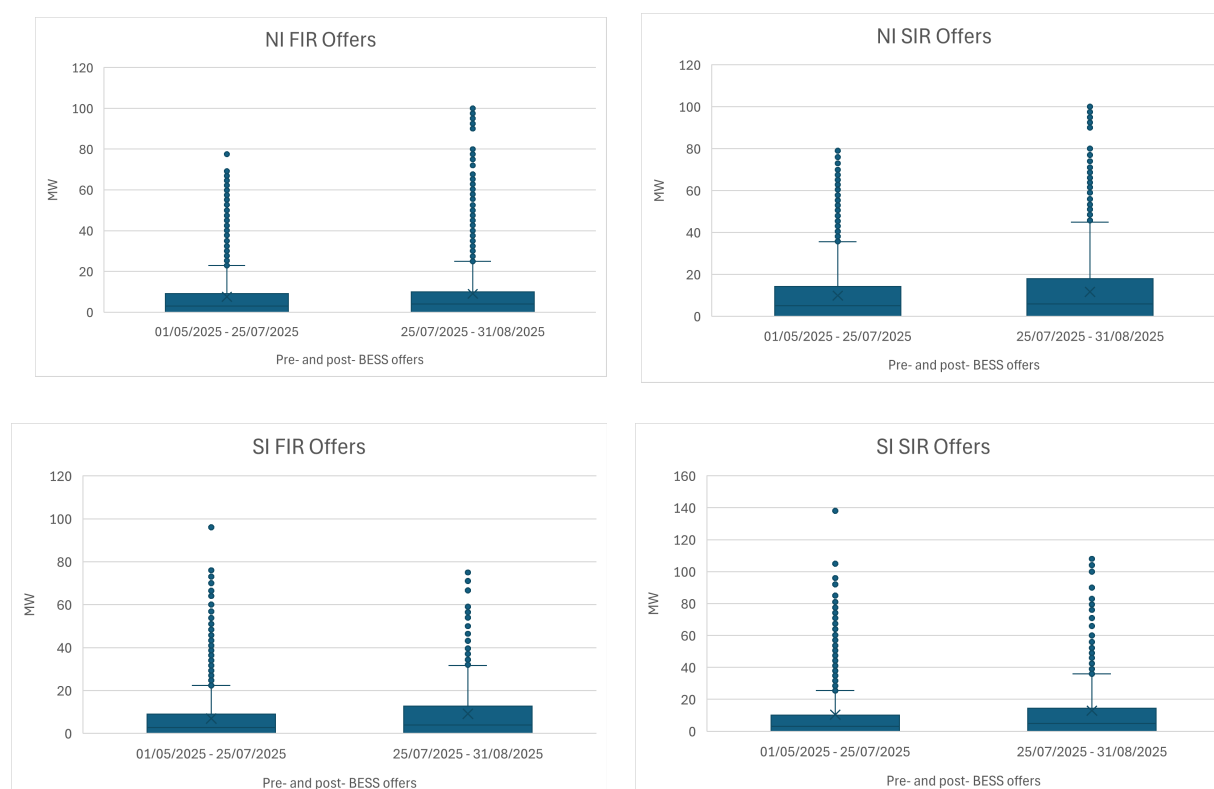 NI FIR Offers
120
100
80
60
40
20
0
MW
01/05/2025 - 25/07/2025
25/07/2025 - 31/08/2025
Pre- and post- BESS offers
NI SIR Offers
120
100
80
60
40
20
0
MW
01/05/2025 - 25/07/2025
25/07/2025 - 31/08/2025
Pre- and post- BESS offers
SI FIR Offers
120
100
80
60
40
20
0
MW
01/05/2025 - 25/07/2025
25/07/2025 - 31/08/2025
Pre- and post- BESS offers
SI SIR Offers
160
140
120
100
80
60
40
20
0
MW
01/05/2025 - 25/07/2025
25/07/2025 - 31/08/2025
Pre- and post- BESS offers